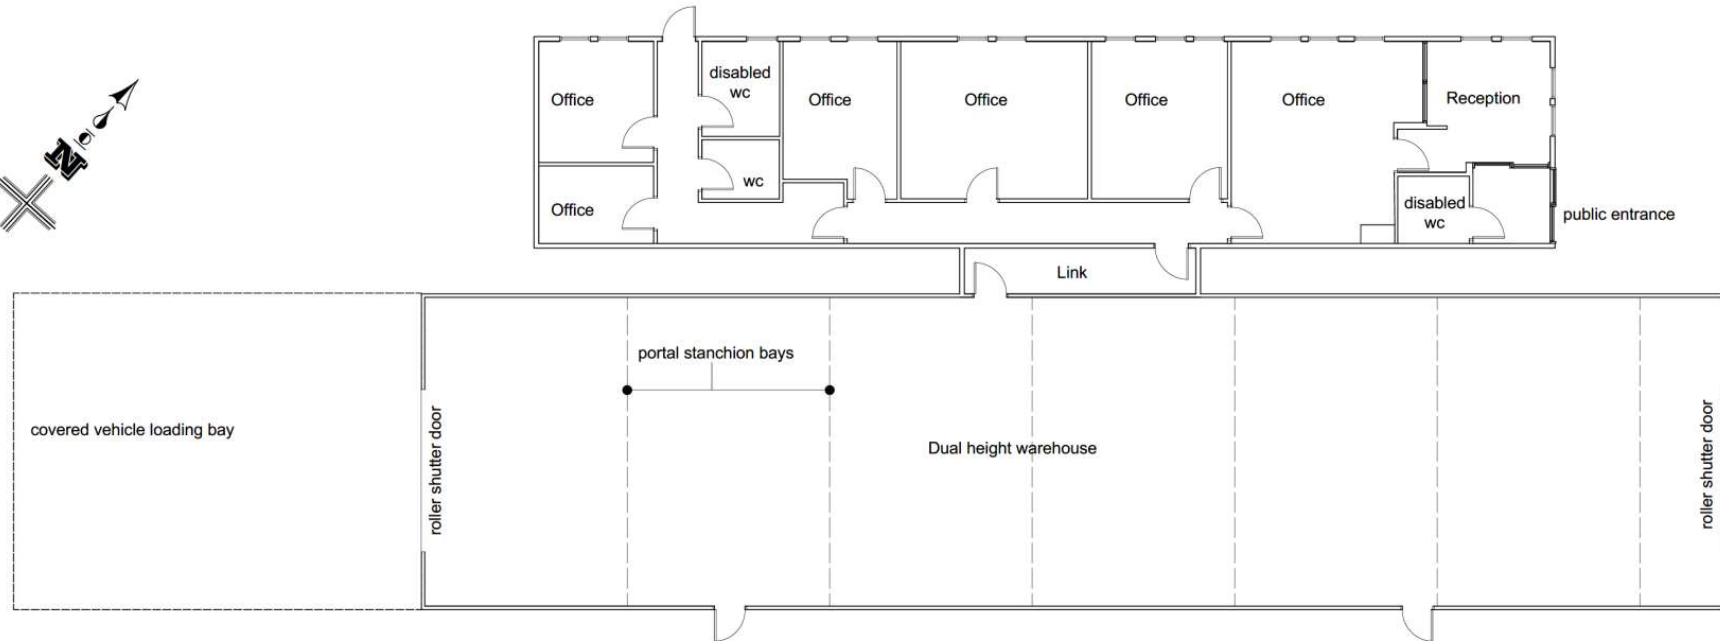 disabled
wc
Office
Office
Office
Office
Office
Reception
N
wc
Office
disabled
wc
public entrance
Link
portal stanchion bays
covered vehicle loading bay
roller shutter door
Dual height warehouse
roller shutter door